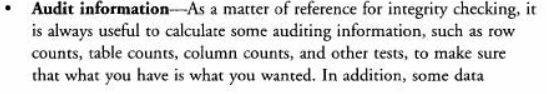 • Audit information—As a matter of reference for integrity checking, it
is always useful to calculate some auditing information, such as row
counts, table counts, column counts, and other tests, to make sure
that what you have is what you wanted. In addition, some data